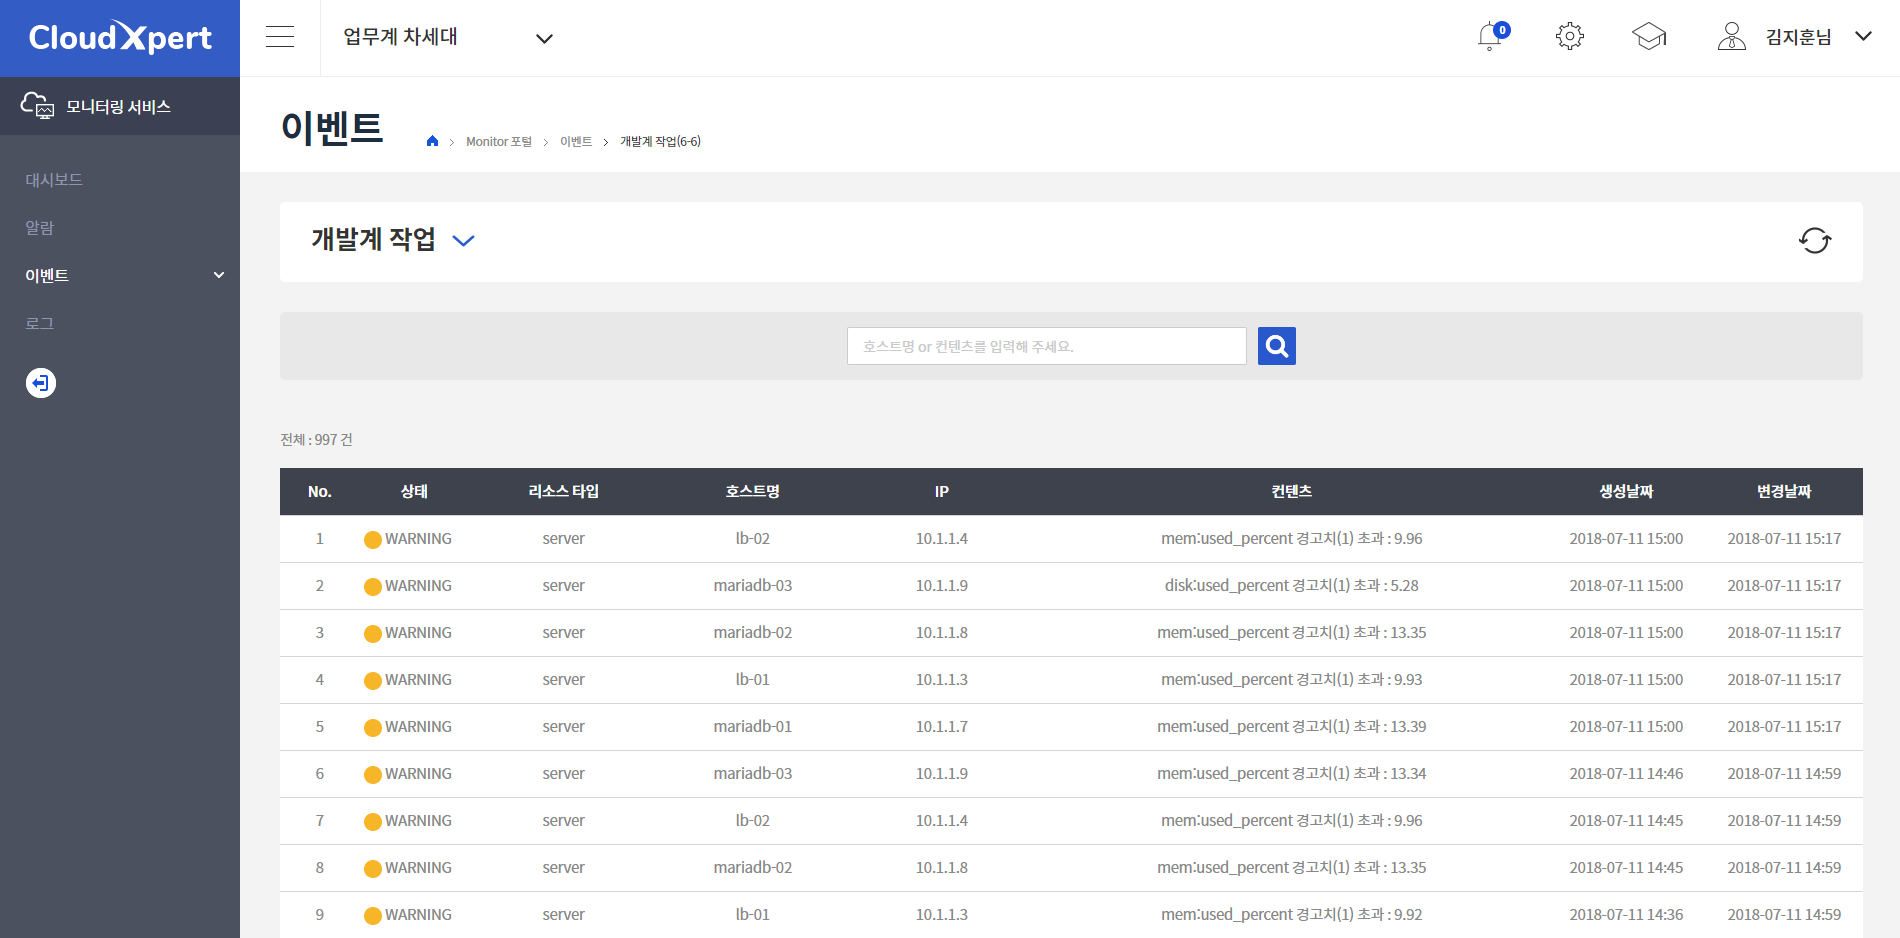 CloudXpert
업무계 차세대
0
김지훈님
모니터링 서비스
대시보드
알람
이벤트
로그
이벤트
Monitor 포털 이벤트 개발계 작업(6-6)
개발계 작업
호스트명 or 컨텐츠를 입력해 주세요.
전체 : 997 건
No. 상태 리소스 타입 호스트명 IP 컨텐츠 생성날짜 변경날짜
1 WARNING server lb-02 10.1.1.4 mem:used_percent 경고치(1) 초과 : 9.96 2018-07-11 15:00 2018-07-11 15:17
2 WARNING server mariadb-03 10.1.1.9 disk:used_percent 경고치(1) 초과 : 5.28 2018-07-11 15:00 2018-07-11 15:17
3 WARNING server mariadb-02 10.1.1.8 mem:used_percent 경고치(1) 초과 : 13.35 2018-07-11 15:00 2018-07-11 15:17
4 WARNING server lb-01 10.1.1.3 mem:used_percent 경고치(1) 초과 : 9.93 2018-07-11 15:00 2018-07-11 15:17
5 WARNING server mariadb-01 10.1.1.7 mem:used_percent 경고치(1) 초과 : 13.39 2018-07-11 15:00 2018-07-11 15:17
6 WARNING server mariadb-03 10.1.1.9 mem:used_percent 경고치(1) 초과 : 13.34 2018-07-11 14:46 2018-07-11 14:59
7 WARNING server lb-02 10.1.1.4 mem:used_percent 경고치(1) 초과 : 9.96 2018-07-11 14:45 2018-07-11 14:59
8 WARNING server mariadb-02 10.1.1.8 mem:used_percent 경고치(1) 초과 : 13.35 2018-07-11 14:45 2018-07-11 14:59
9 WARNING server lb-01 10.1.1.3 mem:used_percent 경고치(1) 초과 : 9.92 2018-07-11 14:36 2018-07-11 14:59